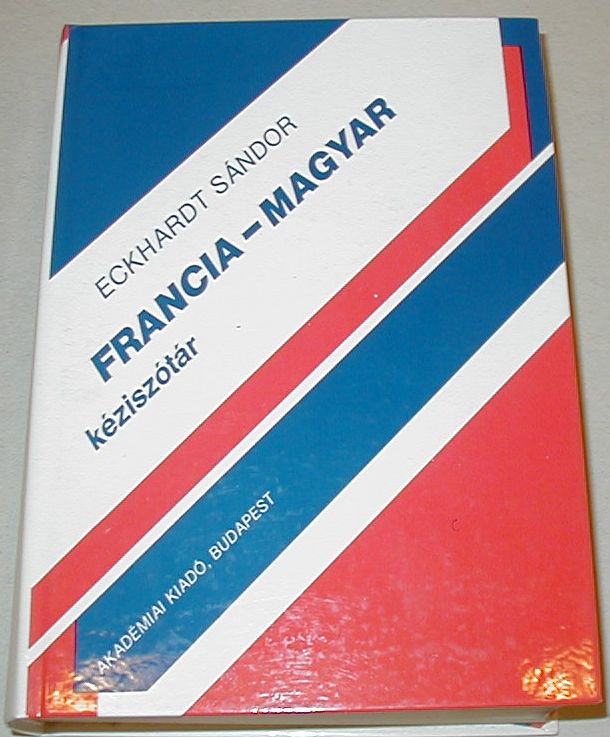 ECKHARDT SÁNDOR
FRANCIA – MAGYAR
kéziszótár
AKADÉMIAI KIADÓ, BUDAPEST